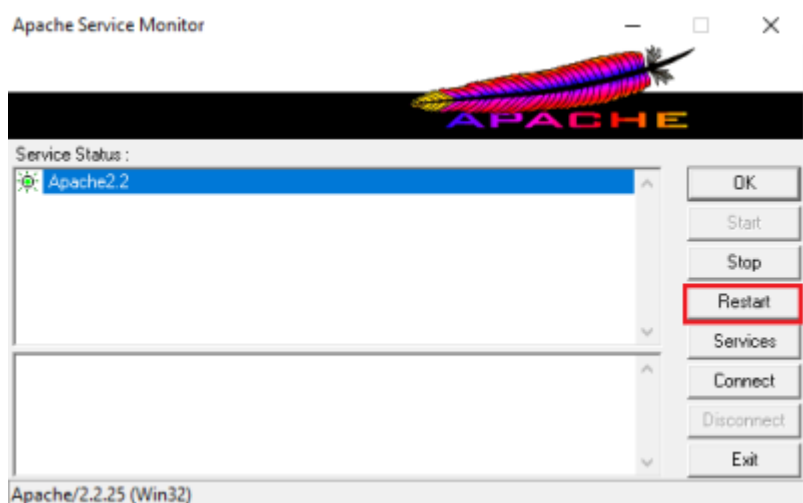 Apache Service Monitor
APACHE
Service Status :
Apache2.2
OK
Start
Stop
Restart
Services
Connect
Disconnect
Exit
Apache/2.2.25 (Win32)